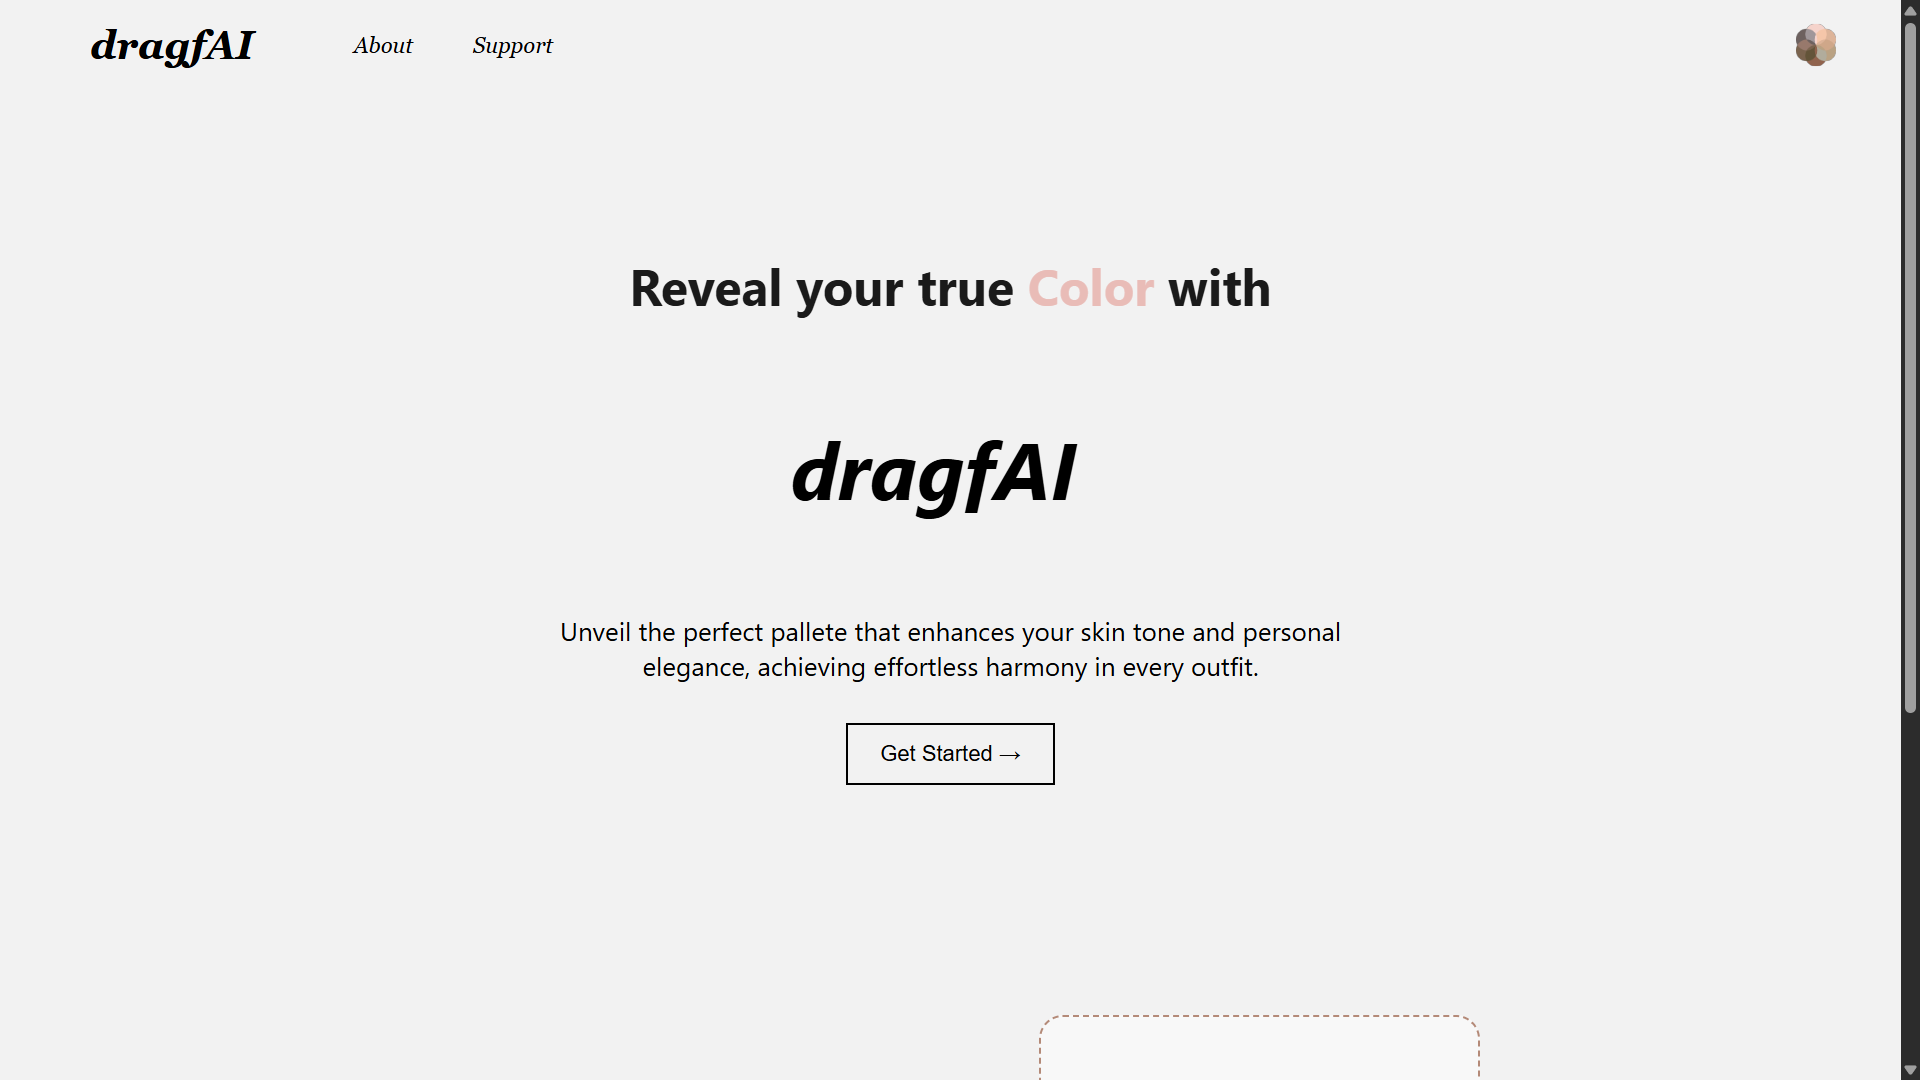 dragfAI
About
Support
Reveal your true Color with
dragfAI
Unveil the perfect pallete that enhances your skin tone and personal
elegance, achieving effortless harmony in every outfit.
Get Started →